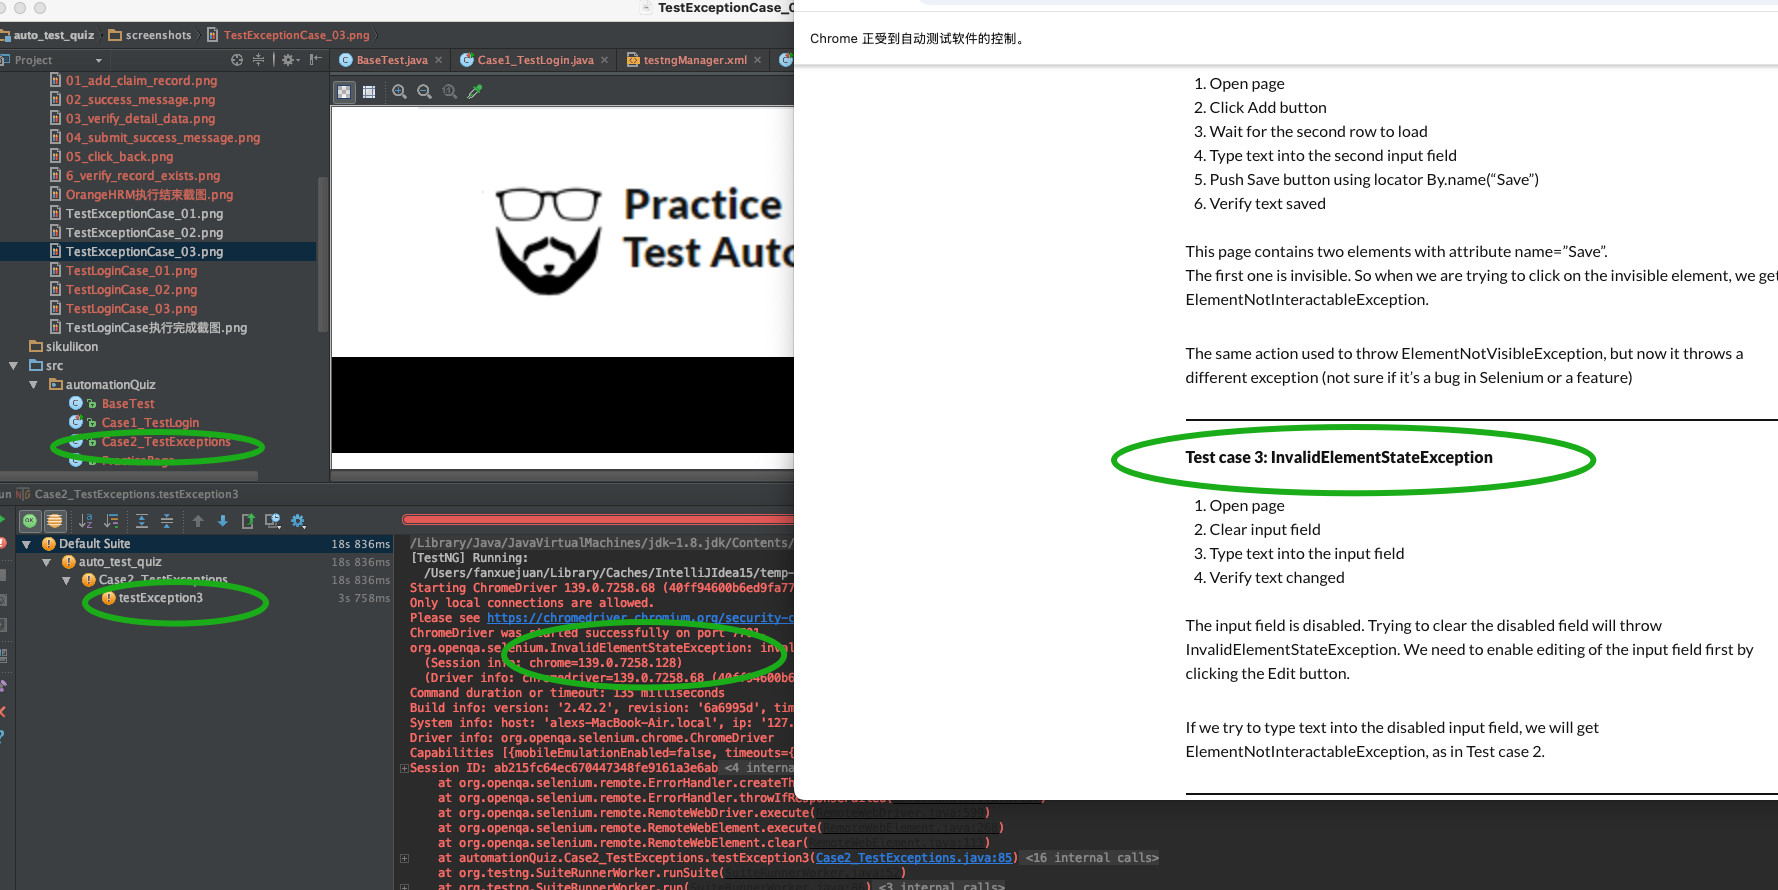 TestExceptionCase_
auto_test_quiz
screenshots
TestExceptionCase_03.png
Project
BaseTest.java
Case1_TestLogin.java
testngManager.xml
01_add_claim_record.png
02_success_message.png
03_verify_detail_data.png
04_submit_success_message.png
05_click_back.png
6_verify_record_exists.png
OrangeHRM执行结束截图.png
TestExceptionCase_01.png
TestExceptionCase_02.png
TestExceptionCase_03.png
TestLoginCase_01.png
TestLoginCase_02.png
TestLoginCase_03.png
TestLoginCase执行完成截图.png
sikuliIcon
src
automationQuiz
BaseTest
Case1_TestLogin
Case2_TestExceptions
Practice
Test Auto
un Case2_TestExceptions.testException3
Default Suite 18s 836ms
auto_test_quiz 18s 836ms
Case2_TestExceptions 18s 836ms
testException3 3s 758ms
/Library/Java/JavaVirtualMachines/jdk-1.8.jdk/Contents/
[TestNG] Running:
/Users/fanxuejuan/Library/Caches/IntelliJIdea15/temp-
Starting ChromeDriver 139.0.7258.68 (40ff94600b6ed9fa77
Only local connections are allowed.
Please see https://chromedriver.chromium.org/security-c
ChromeDriver was started successfully on port
org.openqa.selenium.InvalidElementStateException: inval
(Session info: chrome=139.0.7258.128)
(Driver info: chromedriver=139.0.7258.68 (40ff94600b6
Command duration or timeout: 135 milliseconds
Build info: version: '2.42.2', revision: '6a6995d', tim
System info: host: 'alexs-MacBook-Air.local', ip: '127.
Driver info: org.openqa.selenium.chrome.ChromeDriver
Capabilities [{mobileEmulationEnabled=false, timeouts={
Session ID: ab215fc64ec670447348fe9161a3e6ab <4 interna
at org.openqa.selenium.remote.ErrorHandler.createTh
at org.openqa.selenium.remote.ErrorHandler.throwIfResponseFailed(
at org.openqa.selenium.remote.RemoteWebDriver.execute(RemoteWebDriver.java:599)
at org.openqa.selenium.remote.RemoteWebElement.execute(RemoteWebElement.java:268)
at org.openqa.selenium.remote.RemoteWebElement.clear(RemoteWebElement.java:113)
at automationQuiz.Case2_TestExceptions.testException3(Case2_TestExceptions.java:85) <16 internal calls>
at org.testng.SuiteRunnerWorker.runSuite(SuiteRunnerWorker.java:52)
at org.testng.SuiteRunnerWorker.run(SuiteRunnerWorker.java:86) <3 internal calls>
Chrome 正受到自动测试软件的控制。
1. Open page
2. Click Add button
3. Wait for the second row to load
4. Type text into the second input field
5. Push Save button using locator By.name(“Save”)
6. Verify text saved
This page contains two elements with attribute name=”Save”.
The first one is invisible. So when we are trying to click on the invisible element, we get
ElementNotInteractableException.
The same action used to throw ElementNotVisibleException, but now it throws a
different exception (not sure if it’s a bug in Selenium or a feature)
Test case 3: InvalidElementStateException
1. Open page
2. Clear input field
3. Type text into the input field
4. Verify text changed
The input field is disabled. Trying to clear the disabled field will throw
InvalidElementStateException. We need to enable editing of the input field first by
clicking the Edit button.
If we try to type text into the disabled input field, we will get
ElementNotInteractableException, as in Test case 2.